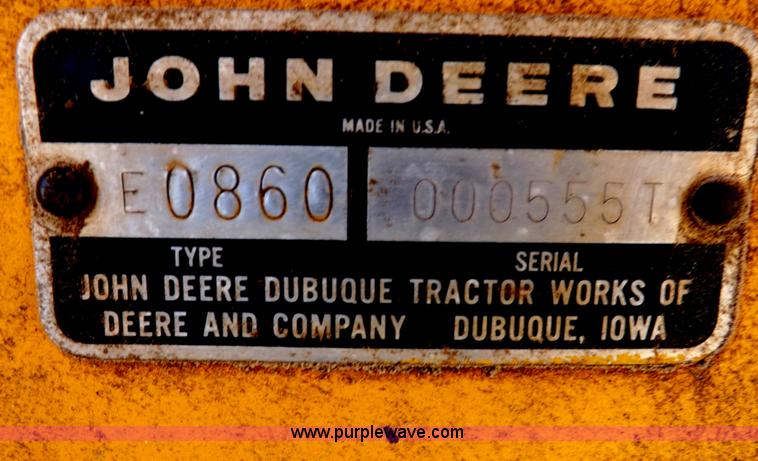 JOHN DEERE
MADE IN U.S.A.
E0860 000555T
TYPE SERIAL
JOHN DEERE DUBUQUE TRACTOR WORKS OF
DEERE AND COMPANY DUBUQUE, IOWA
www.purplewave.com